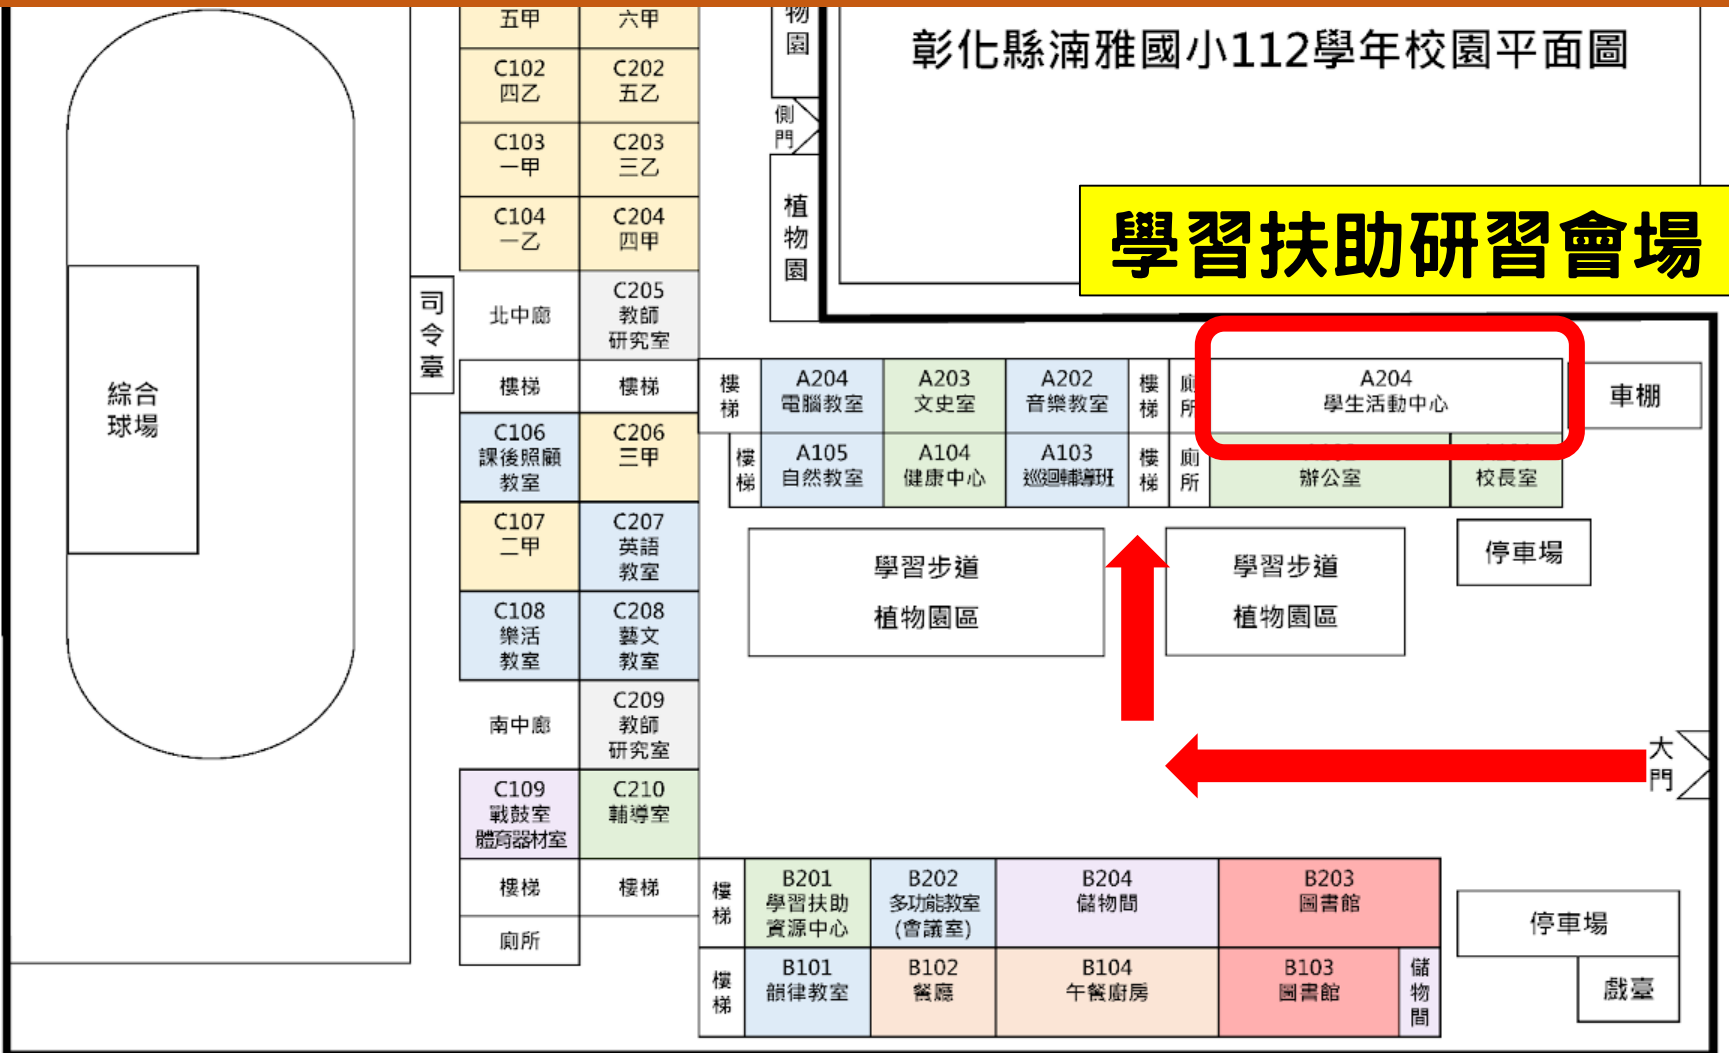 彰化縣湳雅國小112學年校園平面圖
學習扶助研習會場
五甲
六甲
C102
四乙
C202
五乙
C103
一甲
C203
三乙
C104
一乙
C204
四甲
北中廊
C205
教師
研究室
樓梯
樓梯
C106
課後照顧
教室
C206
三甲
C107
二甲
C207
英語
教室
C108
樂活
教室
C208
藝文
教室
南中廊
C209
教師
研究室
C109
戰鼓室
體育器材室
C210
輔導室
樓梯
樓梯
廁所
綜合
球場
司令臺
物園
側門
植物園
樓梯
A204
電腦教室
A203
文史室
A202
音樂教室
樓梯
廁所
A204
學生活動中心
車棚
樓梯
A105
自然教室
A104
健康中心
A103
巡迴輔導班
樓梯
廁所
辦公室
校長室
學習步道
植物園區
學習步道
植物園區
停車場
大門
樓梯
B201
學習扶助
資源中心
B202
多功能教室
(會議室)
B204
儲物間
B203
圖書館
樓梯
B101
韻律教室
B102
餐廳
B104
午餐廚房
B103
圖書館
儲物間
停車場
戲臺